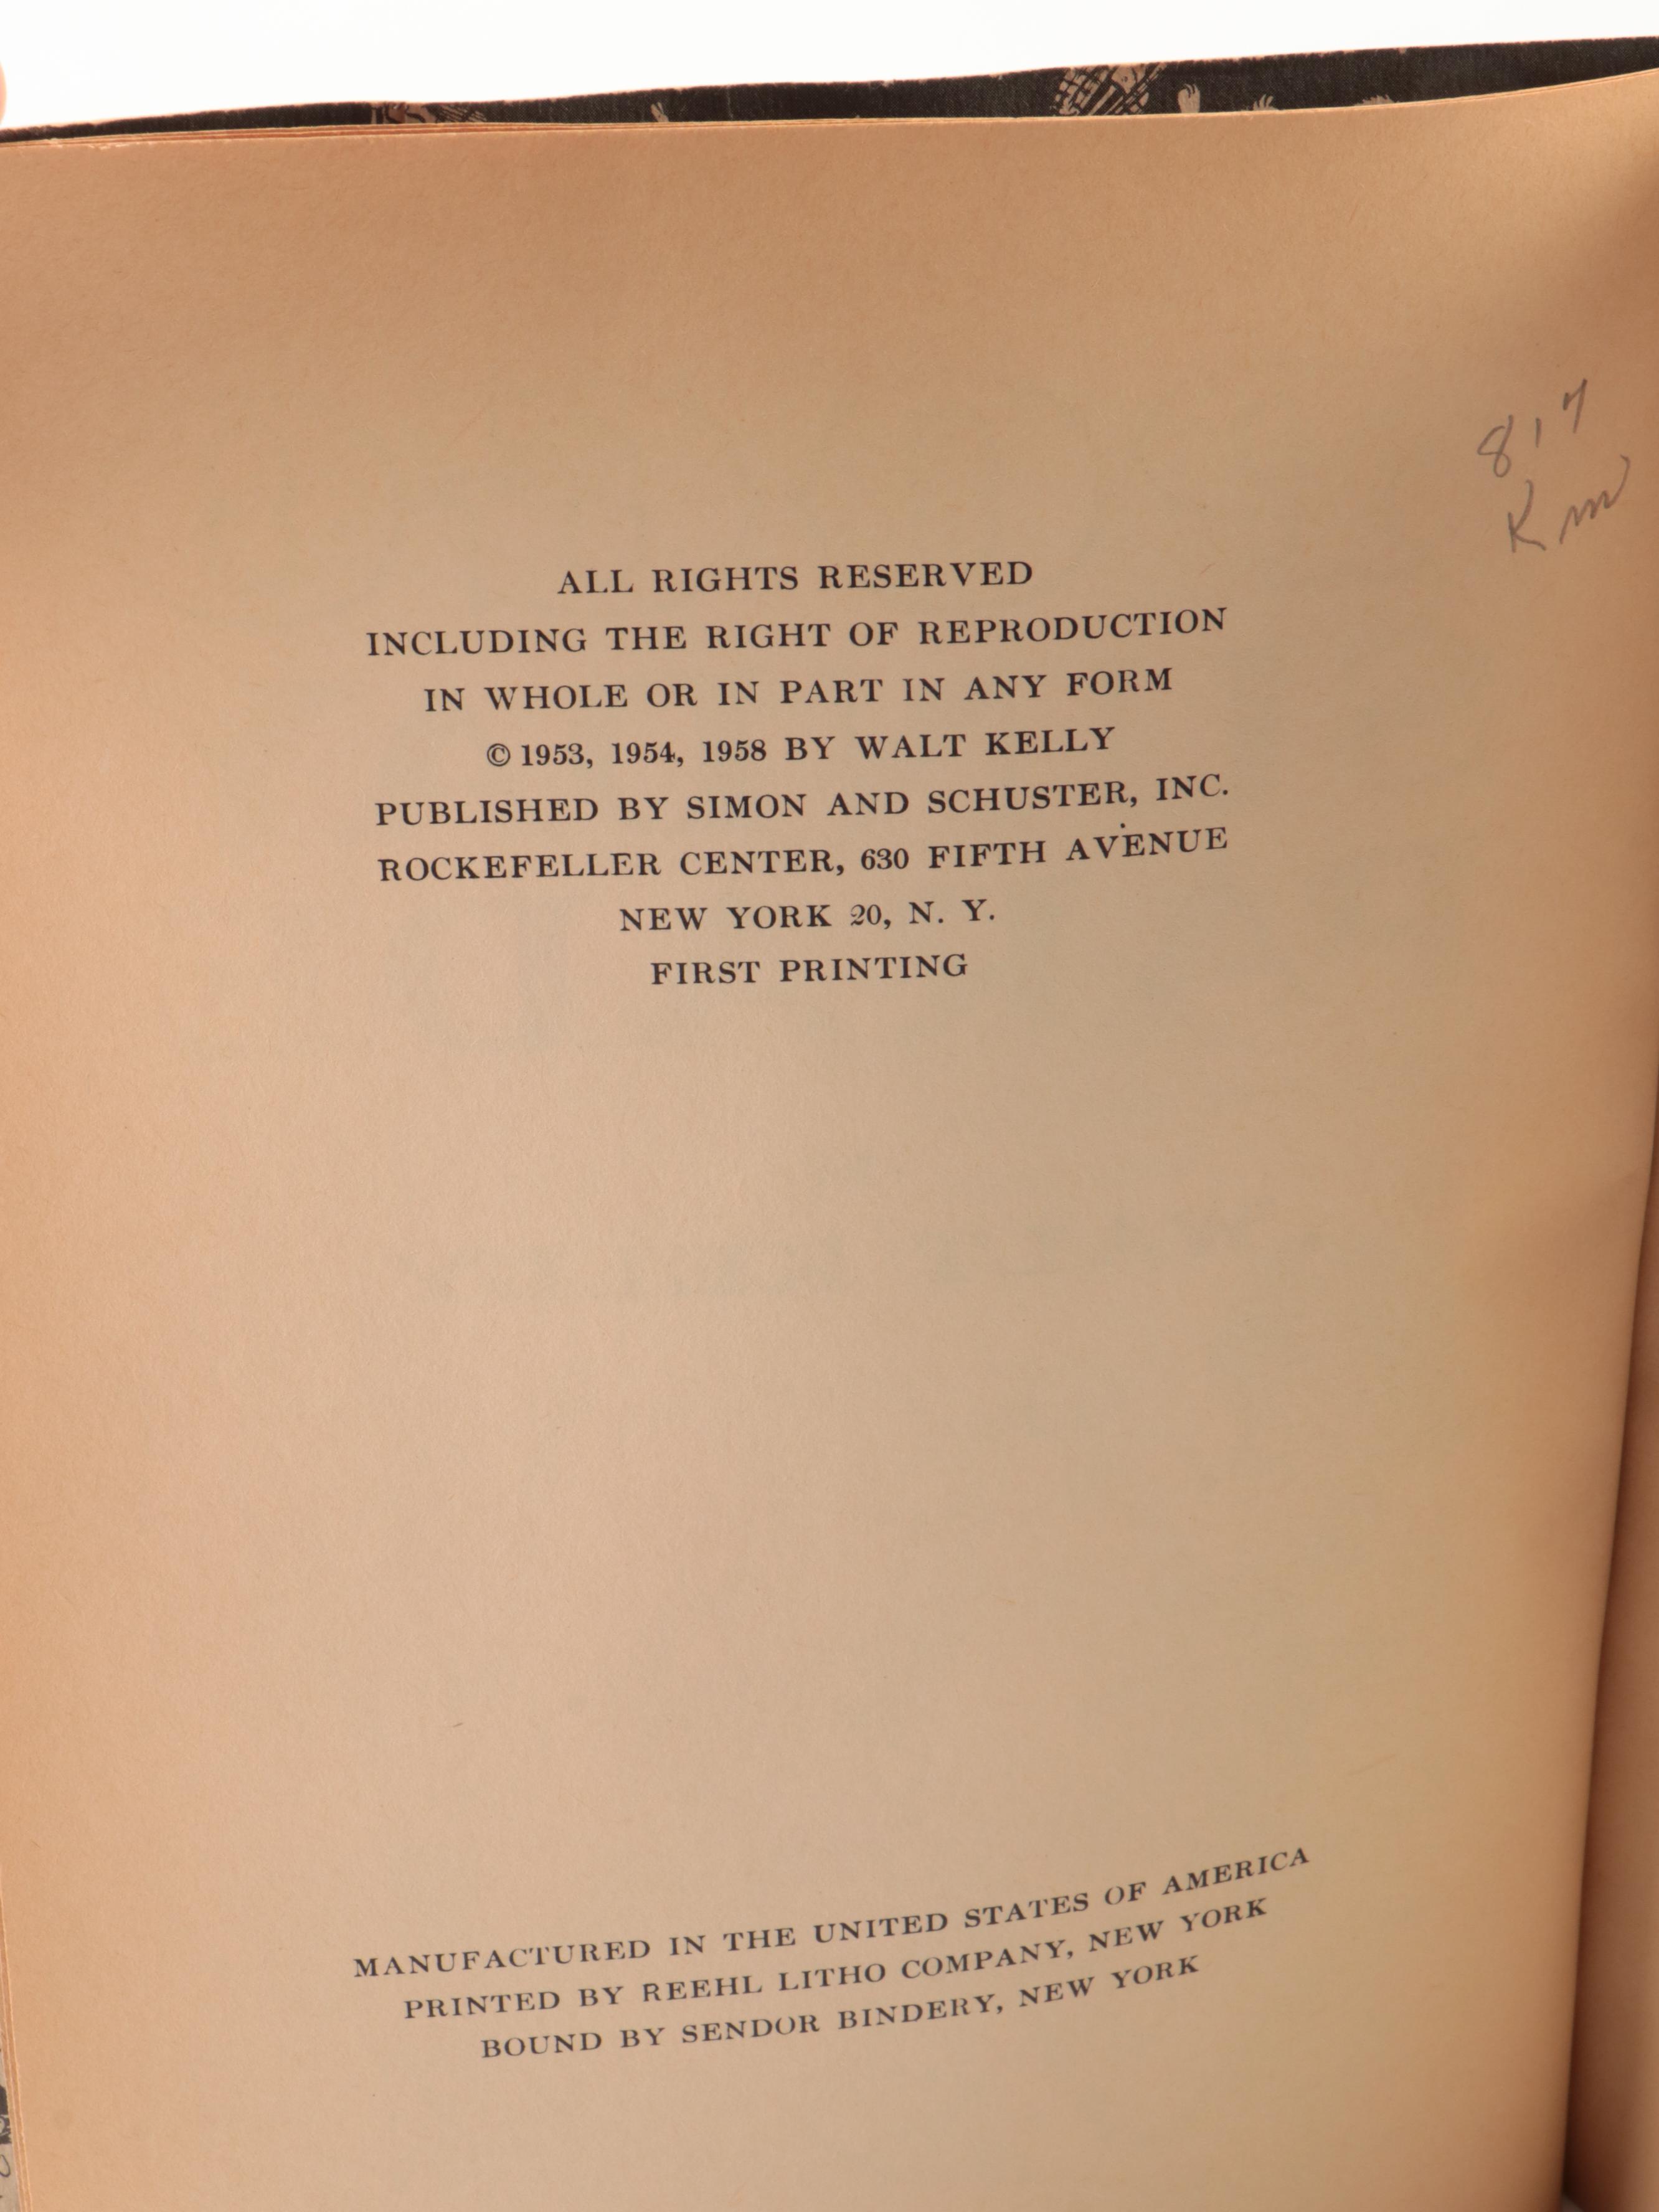 817
Km
ALL RIGHTS RESERVED
INCLUDING THE RIGHT OF REPRODUCTION
IN WHOLE OR IN PART IN ANY FORM
© 1953, 1954, 1958 BY WALT KELLY
PUBLISHED BY SIMON AND SCHUSTER, INC.
ROCKEFELLER CENTER, 630 FIFTH AVENUE
NEW YORK 20, N. Y.
FIRST PRINTING
MANUFACTURED IN THE UNITED STATES OF AMERICA
PRINTED BY REEHL LITHO COMPANY, NEW YORK
BOUND BY SENDOR BINDERY, NEW YORK